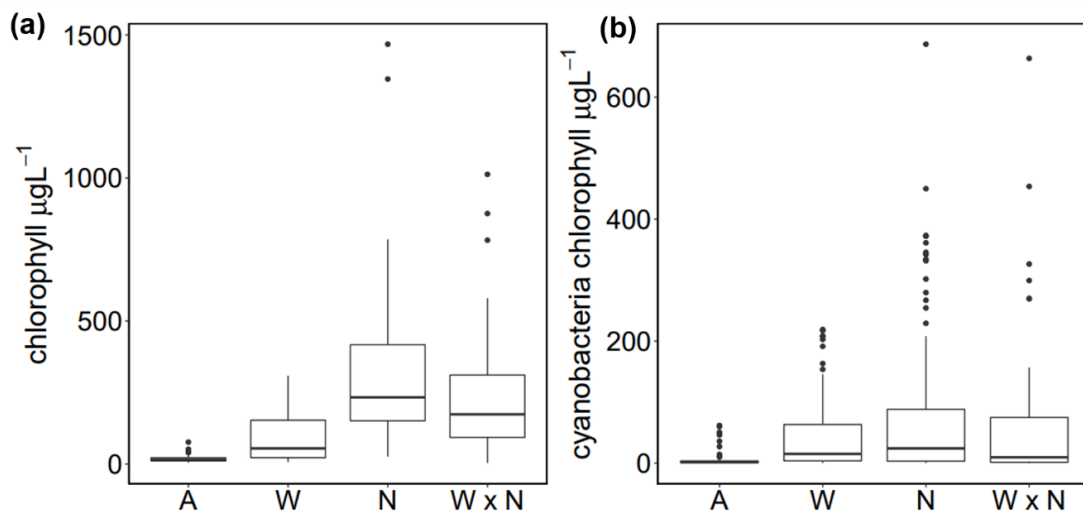 (a)
chlorophyll µgL⁻¹
1500
1000
500
0
A W N W x N
(b)
cyanobacteria chlorophyll µgL⁻¹
600
400
200
0
A W N W x N